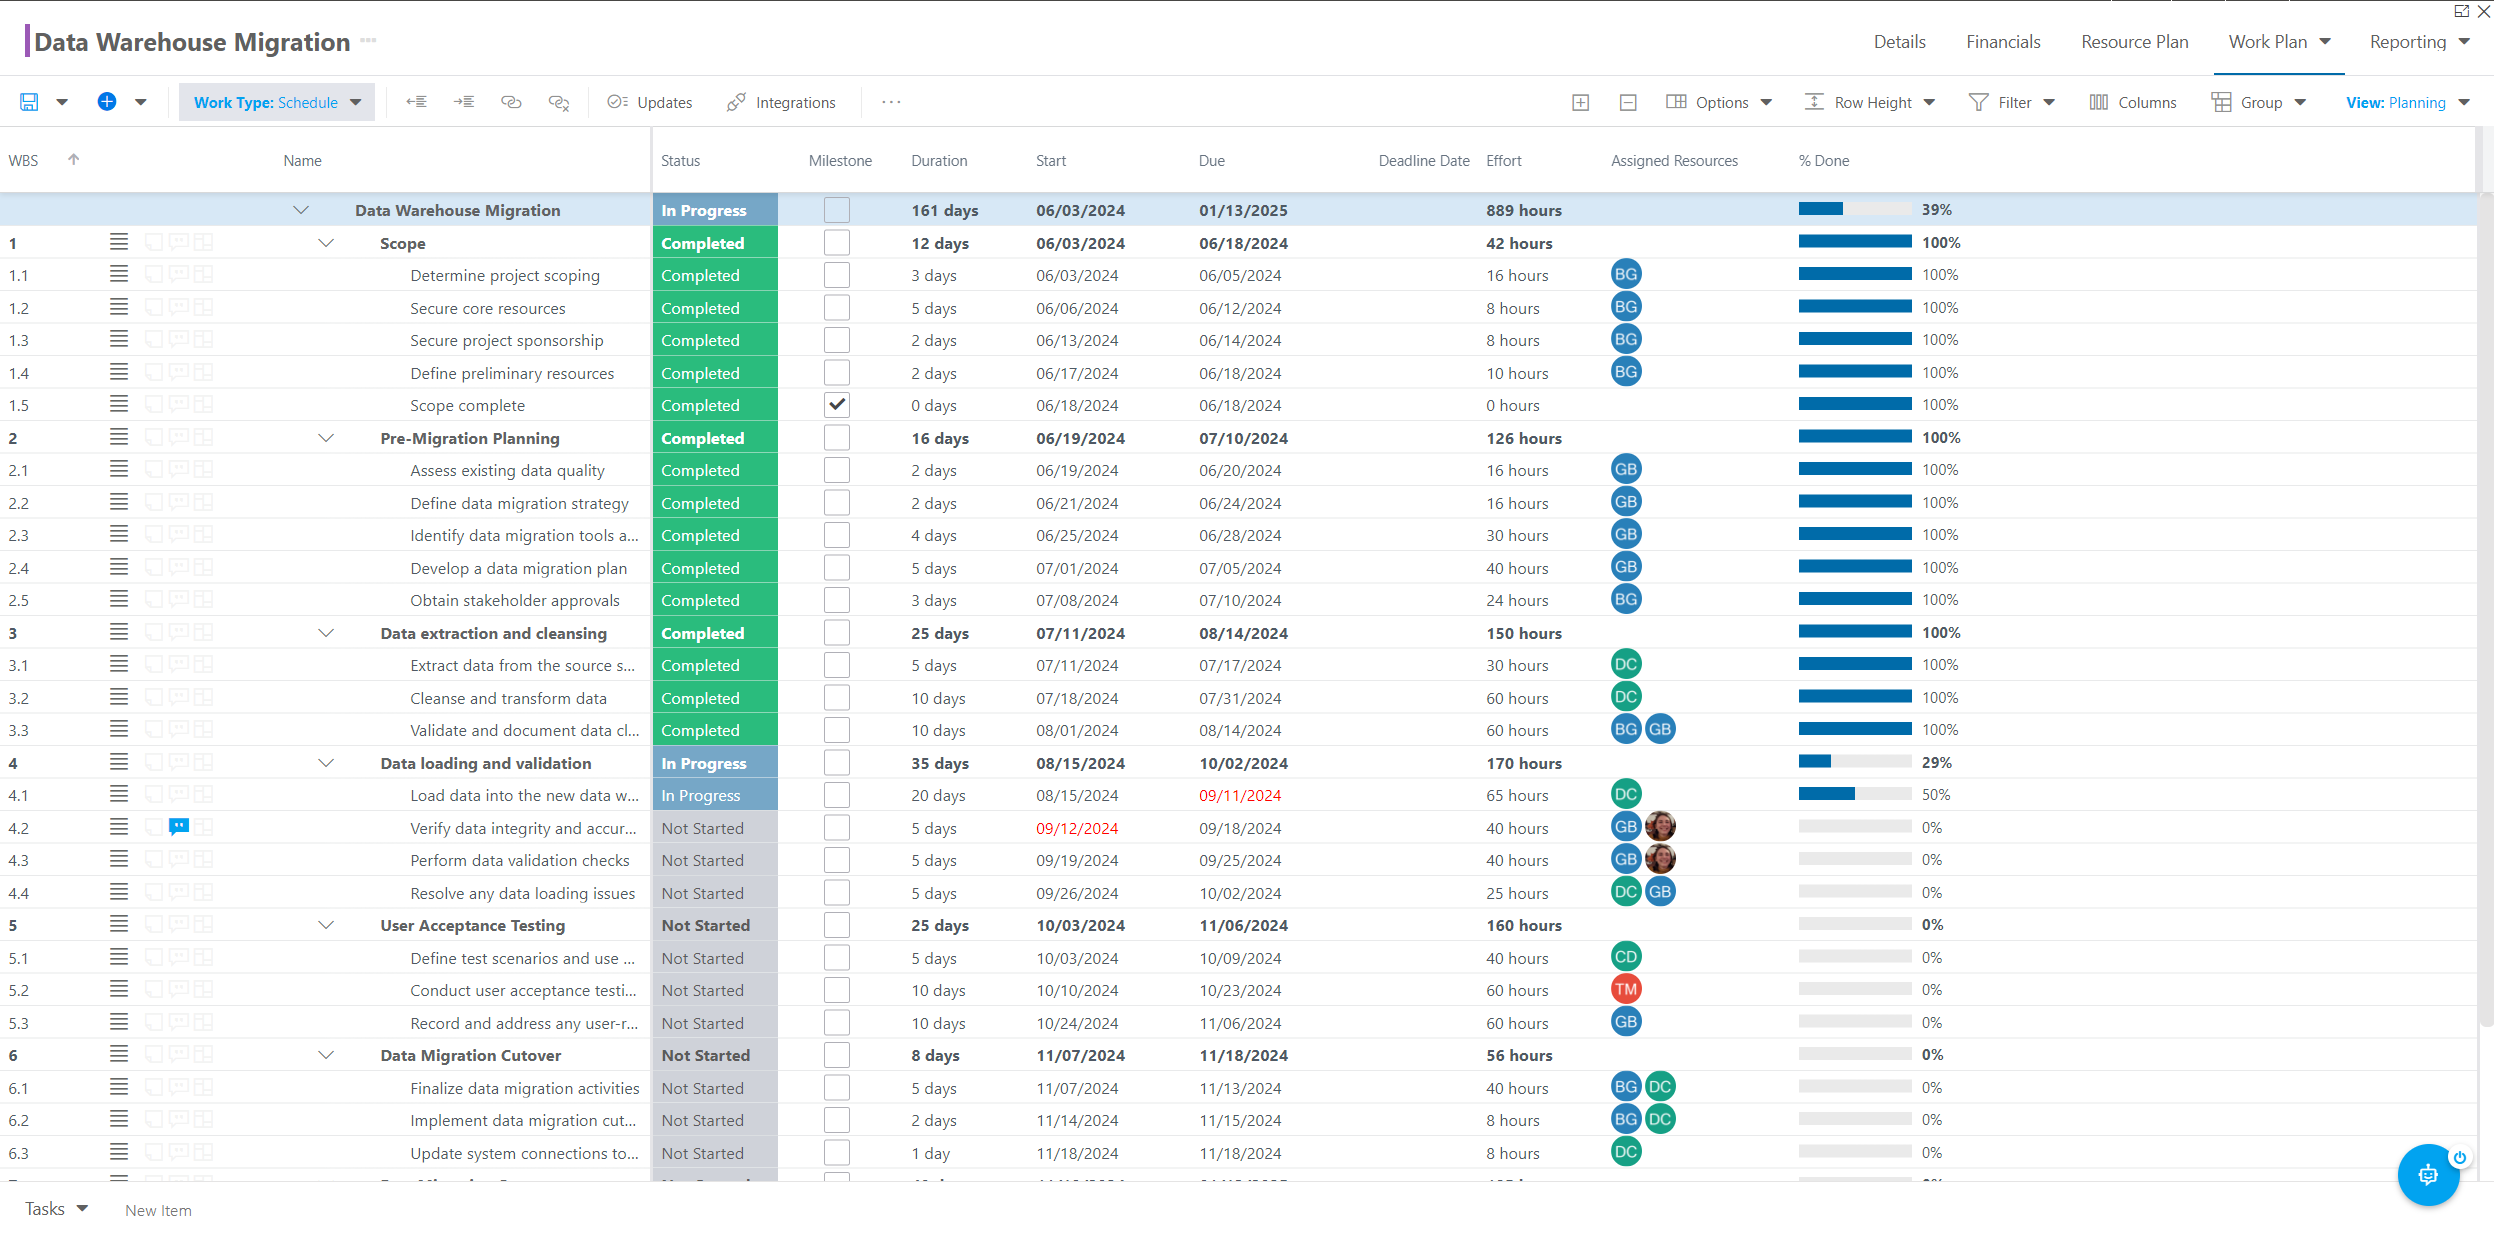 Data Warehouse Migration
Details Financials Resource Plan Work Plan Reporting
Work Type: Schedule Updates Integrations Options Row Height Filter Columns Group View: Planning
WBS Name Status Milestone Duration Start Due Deadline Date Effort Assigned Resources % Done
Data Warehouse Migration In Progress 161 days 06/03/2024 01/13/2025 889 hours 39%
1 Scope Completed 12 days 06/03/2024 06/18/2024 42 hours 100%
1.1 Determine project scoping Completed 3 days 06/03/2024 06/05/2024 16 hours BG 100%
1.2 Secure core resources Completed 5 days 06/06/2024 06/12/2024 8 hours BG 100%
1.3 Secure project sponsorship Completed 2 days 06/13/2024 06/14/2024 8 hours BG 100%
1.4 Define preliminary resources Completed 2 days 06/17/2024 06/18/2024 10 hours BG 100%
1.5 Scope complete Completed 0 days 06/18/2024 06/18/2024 0 hours 100%
2 Pre-Migration Planning Completed 16 days 06/19/2024 07/10/2024 126 hours 100%
2.1 Assess existing data quality Completed 2 days 06/19/2024 06/20/2024 16 hours GB 100%
2.2 Define data migration strategy Completed 2 days 06/21/2024 06/24/2024 16 hours GB 100%
2.3 Identify data migration tools a... Completed 4 days 06/25/2024 06/28/2024 30 hours GB 100%
2.4 Develop a data migration plan Completed 5 days 07/01/2024 07/05/2024 40 hours GB 100%
2.5 Obtain stakeholder approvals Completed 3 days 07/08/2024 07/10/2024 24 hours BG 100%
3 Data extraction and cleansing Completed 25 days 07/11/2024 08/14/2024 150 hours 100%
3.1 Extract data from the source s... Completed 5 days 07/11/2024 07/17/2024 30 hours DC 100%
3.2 Cleanse and transform data Completed 10 days 07/18/2024 07/31/2024 60 hours DC 100%
3.3 Validate and document data cl... Completed 10 days 08/01/2024 08/14/2024 60 hours BG GB 100%
4 Data loading and validation In Progress 35 days 08/15/2024 10/02/2024 170 hours 29%
4.1 Load data into the new data w... In Progress 20 days 08/15/2024 09/11/2024 65 hours DC 50%
4.2 Verify data integrity and accur... Not Started 5 days 09/12/2024 09/18/2024 40 hours GB 0%
4.3 Perform data validation checks Not Started 5 days 09/19/2024 09/25/2024 40 hours GB 0%
4.4 Resolve any data loading issues Not Started 5 days 09/26/2024 10/02/2024 25 hours DC GB 0%
5 User Acceptance Testing Not Started 25 days 10/03/2024 11/06/2024 160 hours 0%
5.1 Define test scenarios and use ... Not Started 5 days 10/03/2024 10/09/2024 40 hours CD 0%
5.2 Conduct user acceptance testi... Not Started 10 days 10/10/2024 10/23/2024 60 hours TM 0%
5.3 Record and address any user-r... Not Started 10 days 10/24/2024 11/06/2024 60 hours GB 0%
6 Data Migration Cutover Not Started 8 days 11/07/2024 11/18/2024 56 hours 0%
6.1 Finalize data migration activities Not Started 5 days 11/07/2024 11/13/2024 40 hours BG DC 0%
6.2 Implement data migration cut... Not Started 2 days 11/14/2024 11/15/2024 8 hours BG DC 0%
6.3 Update system connections to... Not Started 1 day 11/18/2024 11/18/2024 8 hours DC 0%
Tasks New Item